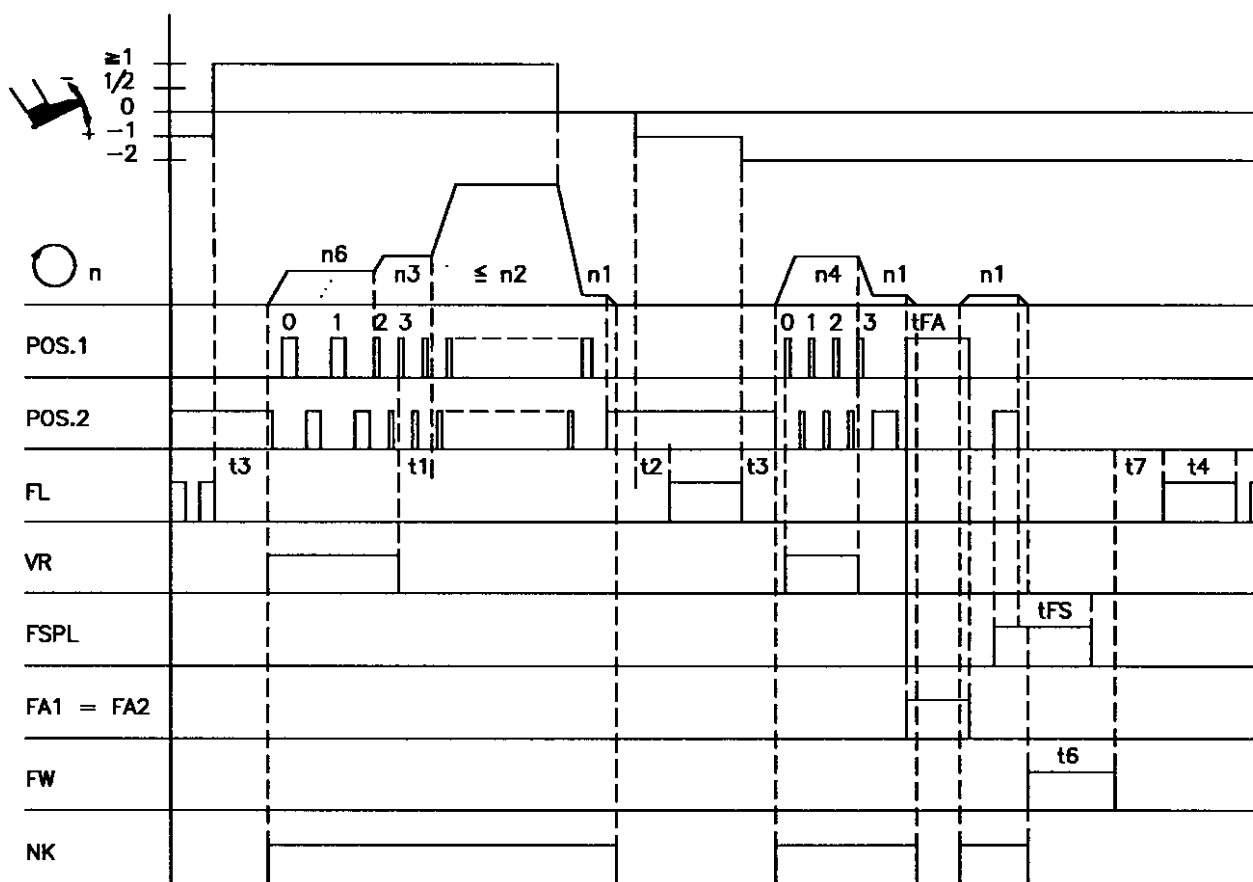 ≧1
1/2
0
-1
-2
-
+
n
n6
n3
≦ n2
n1
n4
n1
n1
0 1 2 3
0 1 2 3
tFA
POS.1
POS.2
t3
t1
t2
t3
t7
t4
FL
VR
tFS
FSPL
FA1 = FA2
t6
FW
NK